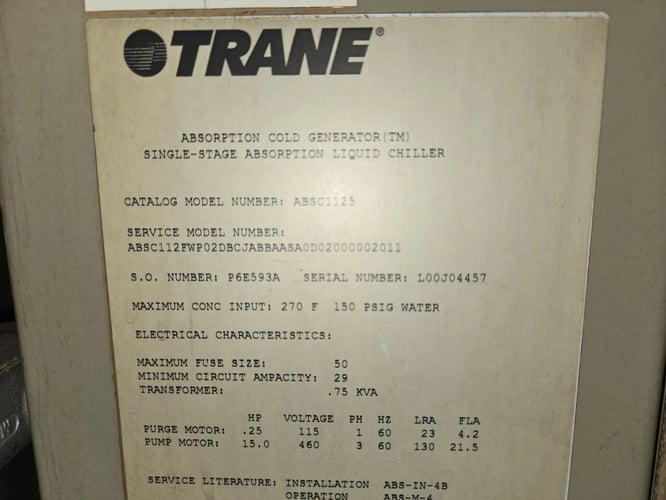 TRANE®
ABSORPTION COLD GENERATOR(TM)
SINGLE-STAGE ABSORPTION LIQUID CHILLER
CATALOG MODEL NUMBER: ABSC1125
SERVICE MODEL NUMBER:
ABSC112FWP02DBCJABBAASA0D02000002011
S.O. NUMBER: P6E593A SERIAL NUMBER: L00J04457
MAXIMUM CONC INPUT: 270 F 150 PSIG WATER
ELECTRICAL CHARACTERISTICS:
MAXIMUM FUSE SIZE: 50
MINIMUM CIRCUIT AMPACITY: 29
TRANSFORMER: .75 KVA
HP VOLTAGE PH HZ LRA FLA
PURGE MOTOR: .25 115 1 60 23 4.2
PUMP MOTOR: 15.0 460 3 60 130 21.5
SERVICE LITERATURE: INSTALLATION ABS-IN-4B
OPERATION ABS-M-4